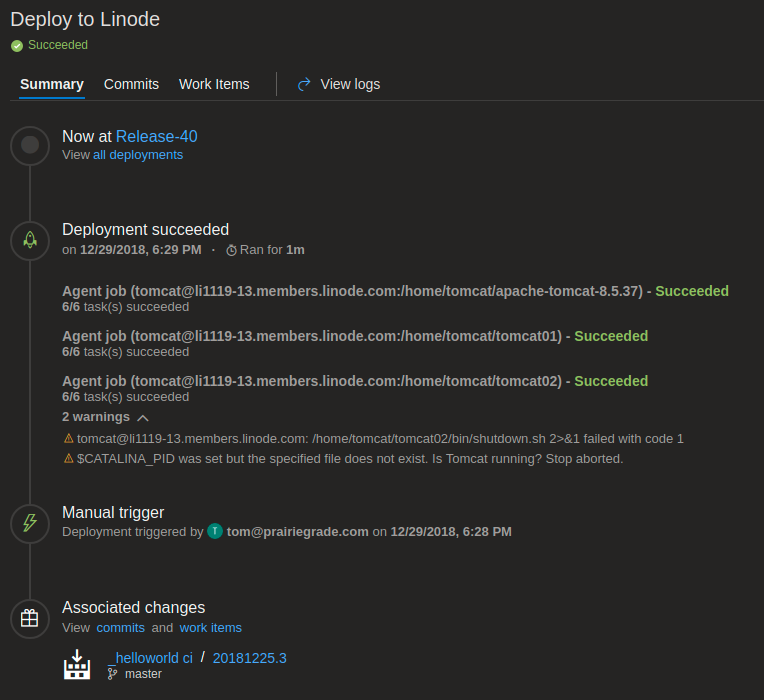 Deploy to Linode
Succeeded
Summary Commits Work Items View logs
Now at Release-40
View all deployments
Deployment succeeded
on 12/29/2018, 6:29 PM · Ran for 1m
Agent job (tomcat@li1119-13.members.linode.com:/home/tomcat/apache-tomcat-8.5.37) - Succeeded
6/6 task(s) succeeded
Agent job (tomcat@li1119-13.members.linode.com:/home/tomcat/tomcat01) - Succeeded
6/6 task(s) succeeded
Agent job (tomcat@li1119-13.members.linode.com:/home/tomcat/tomcat02) - Succeeded
6/6 task(s) succeeded
2 warnings
tomcat@li1119-13.members.linode.com: /home/tomcat/tomcat02/bin/shutdown.sh 2>&1 failed with code 1
$CATALINA_PID was set but the specified file does not exist. Is Tomcat running? Stop aborted.
Manual trigger
Deployment triggered by T tom@prairiegrade.com on 12/29/2018, 6:28 PM
Associated changes
View commits and work items
_helloworld ci / 20181225.3
master